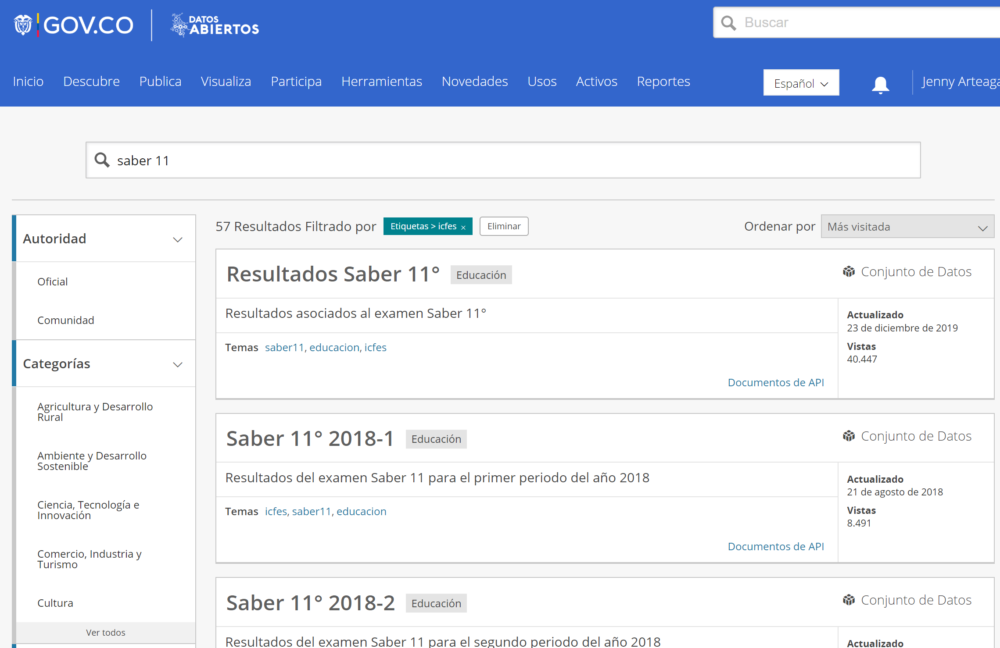 GOV.CO
DATOS
ABIERTOS
Buscar
Inicio Descubre Publica Visualiza Participa Herramientas Novedades Usos Activos Reportes
Español
Jenny Arteaga
saber 11
Autoridad
Oficial
Comunidad
Categorías
Agricultura y Desarrollo
Rural
Ambiente y Desarrollo
Sostenible
Ciencia, Tecnología e
Innovación
Comercio, Industria y
Turismo
Cultura
Ver todos
57 Resultados Filtrado por Etiquetas > icfes × Eliminar
Ordenar por Más visitada
Resultados Saber 11° Educación
Conjunto de Datos
Resultados asociados al examen Saber 11°
Temas saber11, educacion, icfes
Documentos de API
Actualizado
23 de diciembre de 2019
Vistas
40.447
Saber 11° 2018-1 Educación
Conjunto de Datos
Resultados del examen Saber 11 para el primer periodo del año 2018
Temas icfes, saber11, educacion
Documentos de API
Actualizado
21 de agosto de 2018
Vistas
8.491
Saber 11° 2018-2 Educación
Conjunto de Datos
Resultados del examen Saber 11 para el segundo periodo del año 2018
Actualizado